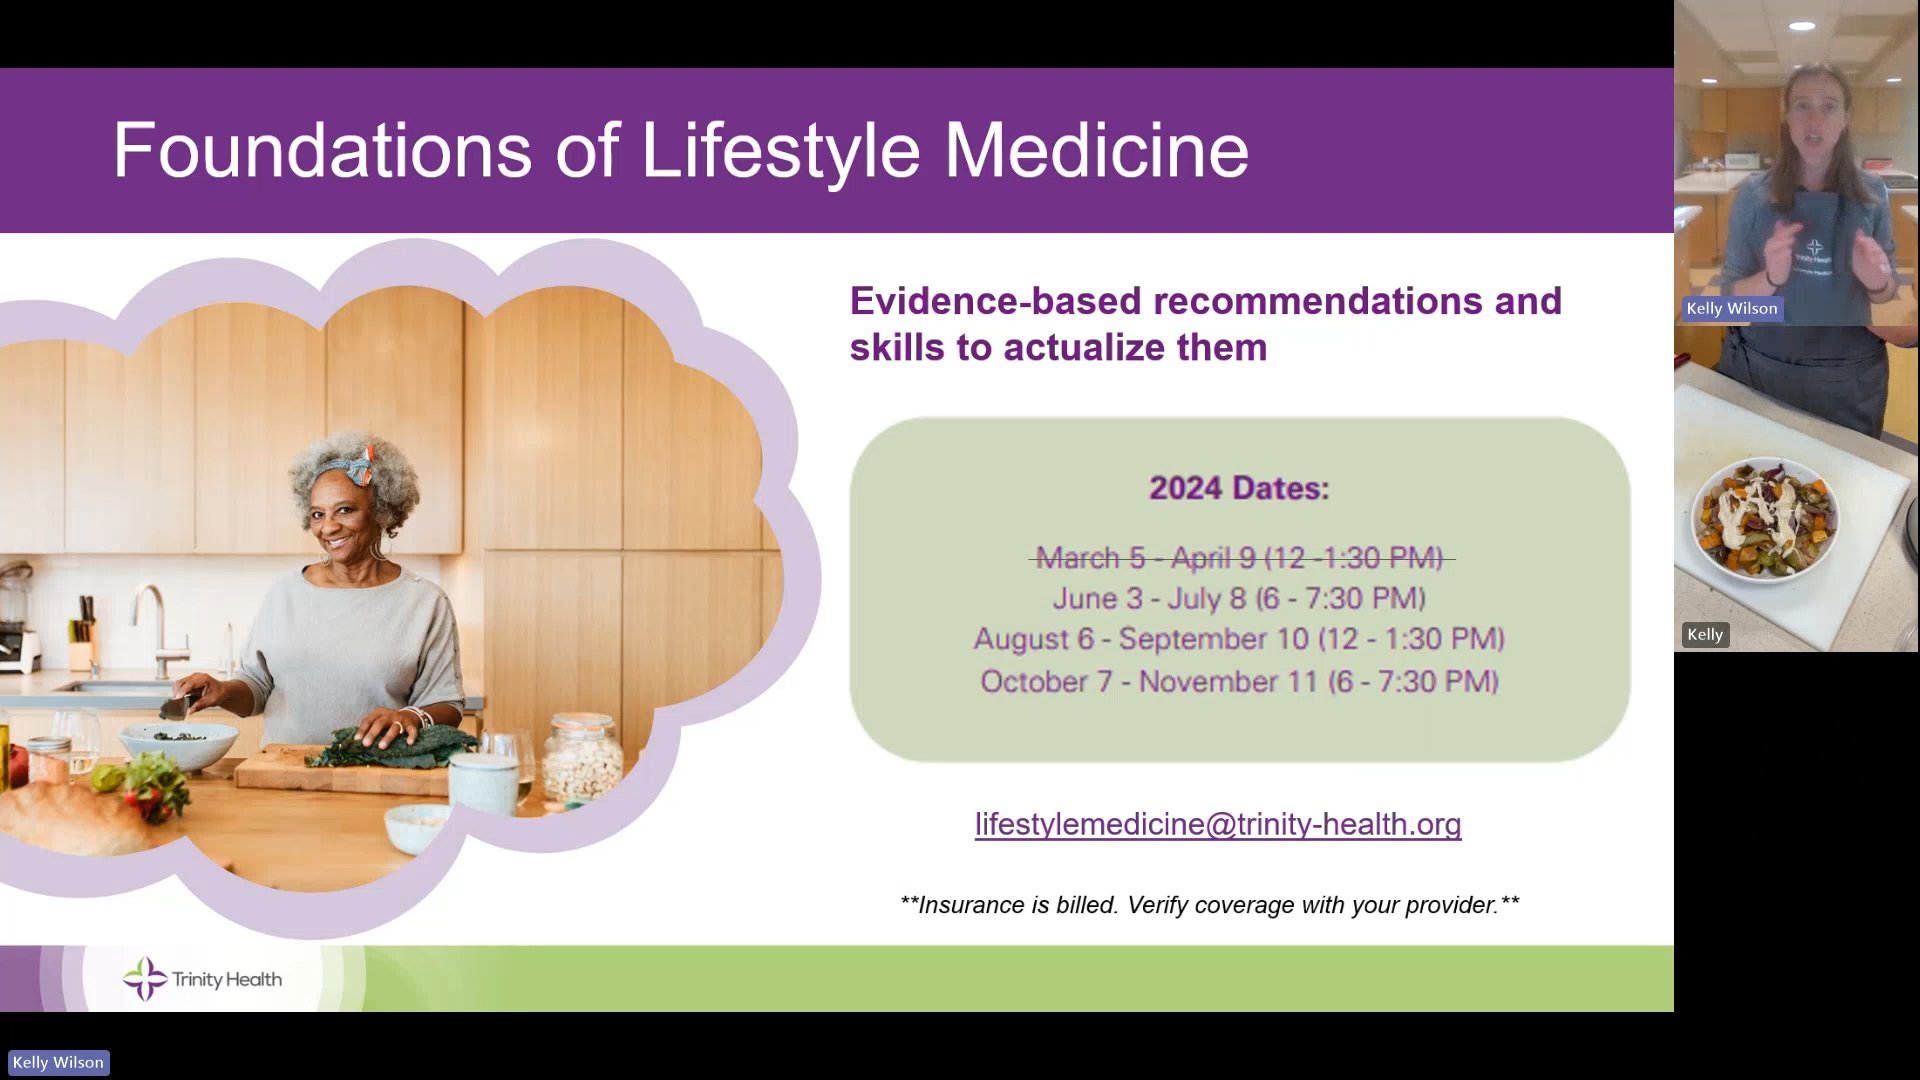 Foundations of Lifestyle Medicine
Evidence-based recommendations and
skills to actualize them
2024 Dates:
March 5 - April 9 (12 -1:30 PM)
June 3 - July 8 (6 - 7:30 PM)
August 6 - September 10 (12 - 1:30 PM)
October 7 - November 11 (6 - 7:30 PM)
lifestylemedicine@trinity-health.org
**Insurance is billed. Verify coverage with your provider.**
Trinity Health
Kelly Wilson
Trinity Health
Kelly Wilson
Kelly